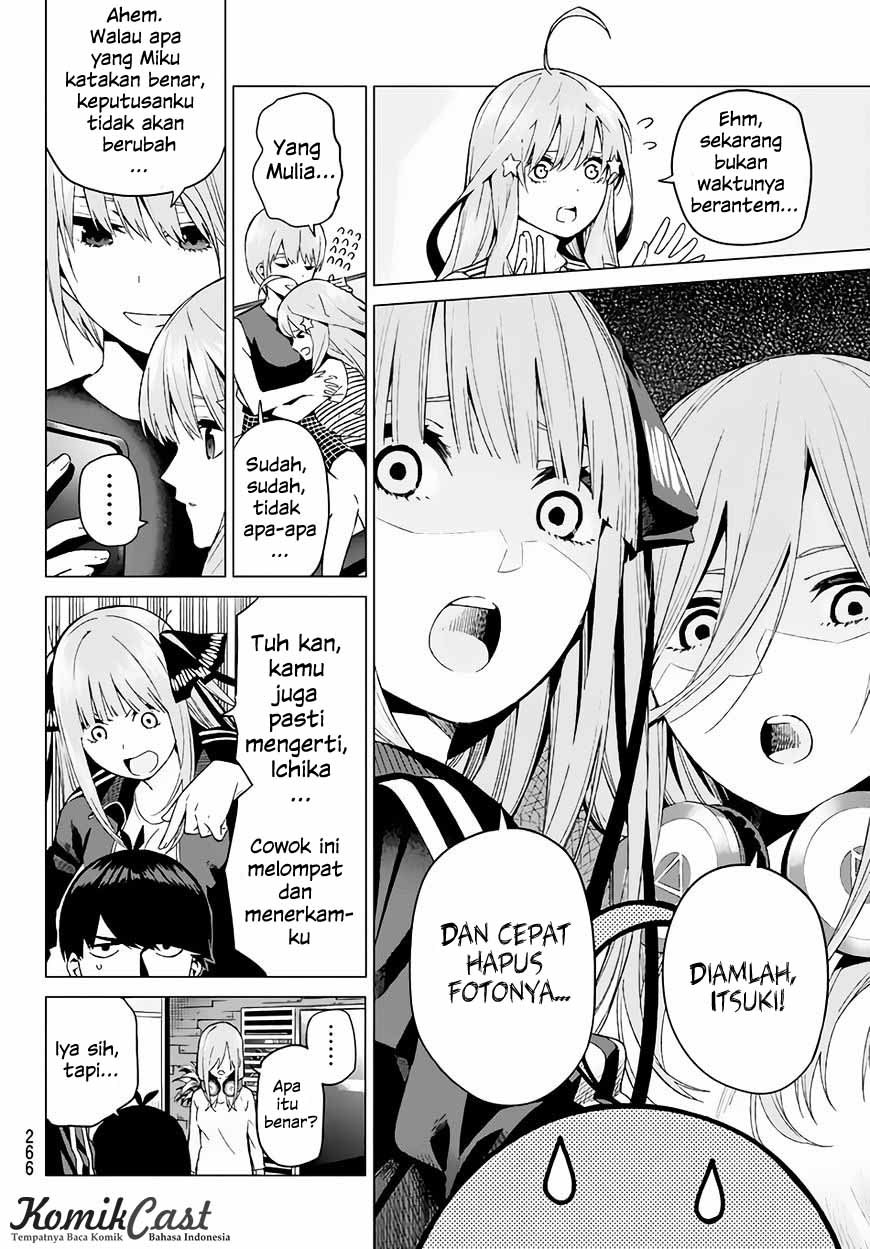 Ehm,
sekarang
bukan
waktunya
berantem...
Diamlah,
Itsuki!
Dan cepat
hapus
fotonya...
Yang
Mulia...
Sudah,
sudah,
tidak
apa-apa
...
Ahem.
Walau apa
yang Miku
katakan benar,
keputusanku
tidak akan
berubah
...
......
Tuh kan,
kamu
juga
pasti
mengerti,
Ichika
...
Cowok ini
melompat
dan
menerkam-
ku
.....
Apa
itu
benar?
Iya sih,
tapi...
266
KomikCast
Tempatnya Baca Komik Bahasa Indonesia